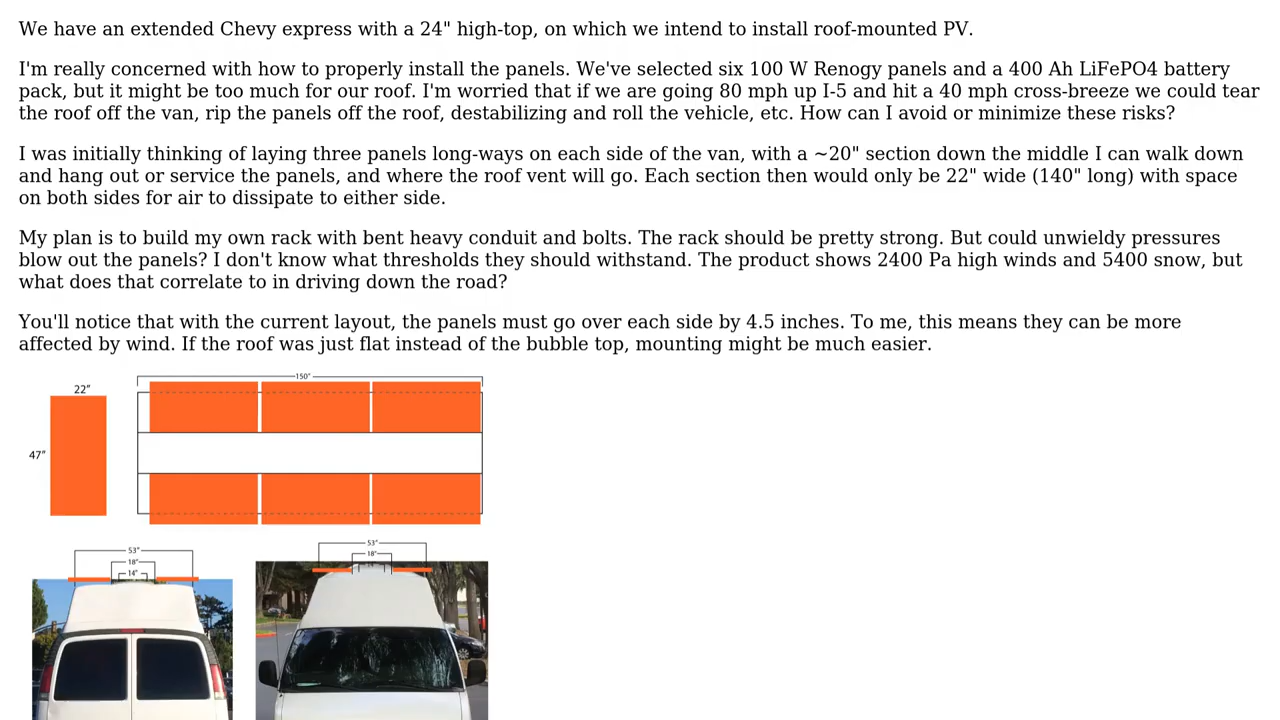 We have an extended Chevy express with a 24" high-top, on which we intend to install roof-mounted PV.
I'm really concerned with how to properly install the panels. We've selected six 100 W Renogy panels and a 400 Ah LiFePO4 battery
pack, but it might be too much for our roof. I'm worried that if we are going 80 mph up I-5 and hit a 40 mph cross-breeze we could tear
the roof off the van, rip the panels off the roof, destabilizing and roll the vehicle, etc. How can I avoid or minimize these risks?
I was initially thinking of laying three panels long-ways on each side of the van, with a ~20" section down the middle I can walk down
and hang out or service the panels, and where the roof vent will go. Each section then would only be 22" wide (140" long) with space
on both sides for air to dissipate to either side.
My plan is to build my own rack with bent heavy conduit and bolts. The rack should be pretty strong. But could unwieldy pressures
blow out the panels? I don't know what thresholds they should withstand. The product shows 2400 Pa high winds and 5400 snow, but
what does that correlate to in driving down the road?
You'll notice that with the current layout, the panels must go over each side by 4.5 inches. To me, this means they can be more
affected by wind. If the roof was just flat instead of the bubble top, mounting might be much easier.
150"
22"
47"
53"
18"
14"
53"
18"